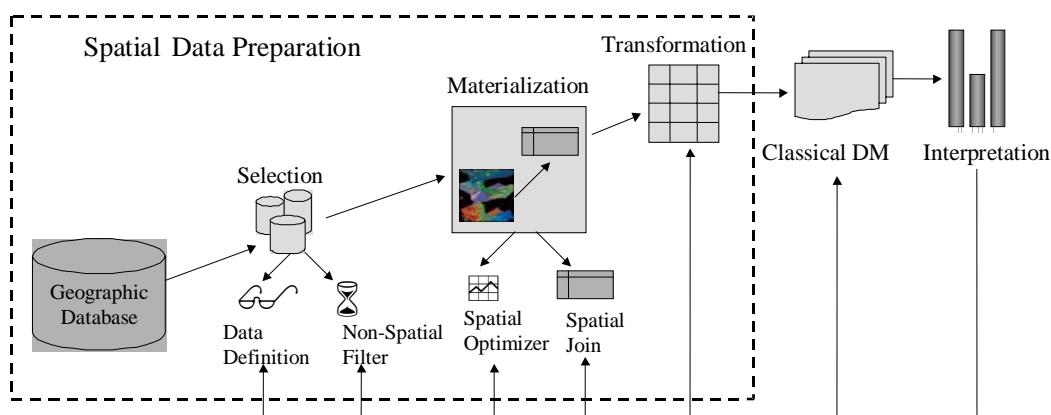 Spatial Data Preparation
Transformation
Materialization
Classical DM
Interpretation
Selection
Geographic
Database
Data
Definition
Non-Spatial
Filter
Spatial
Optimizer
Spatial
Join